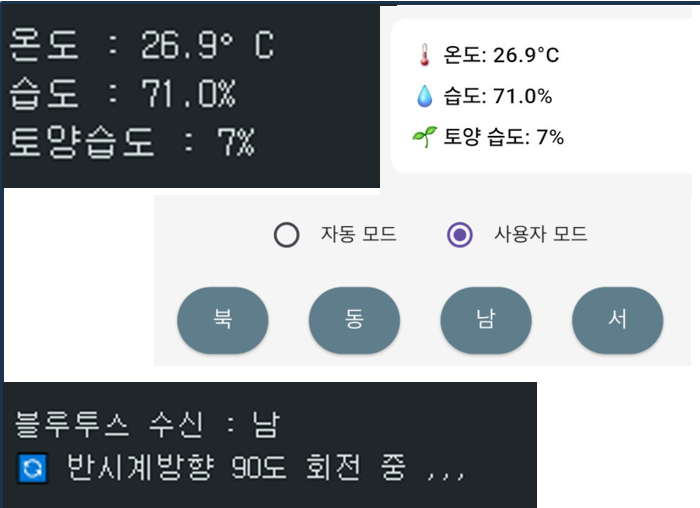 온도 : 26.9° C
습도 : 71.0%
토양습도 : 7%
온도: 26.9°C
습도: 71.0%
토양 습도: 7%
자동 모드 사용자 모드
북 동 남 서
블루투스 수신 : 남
반시계방향 90도 회전 중 ,,,